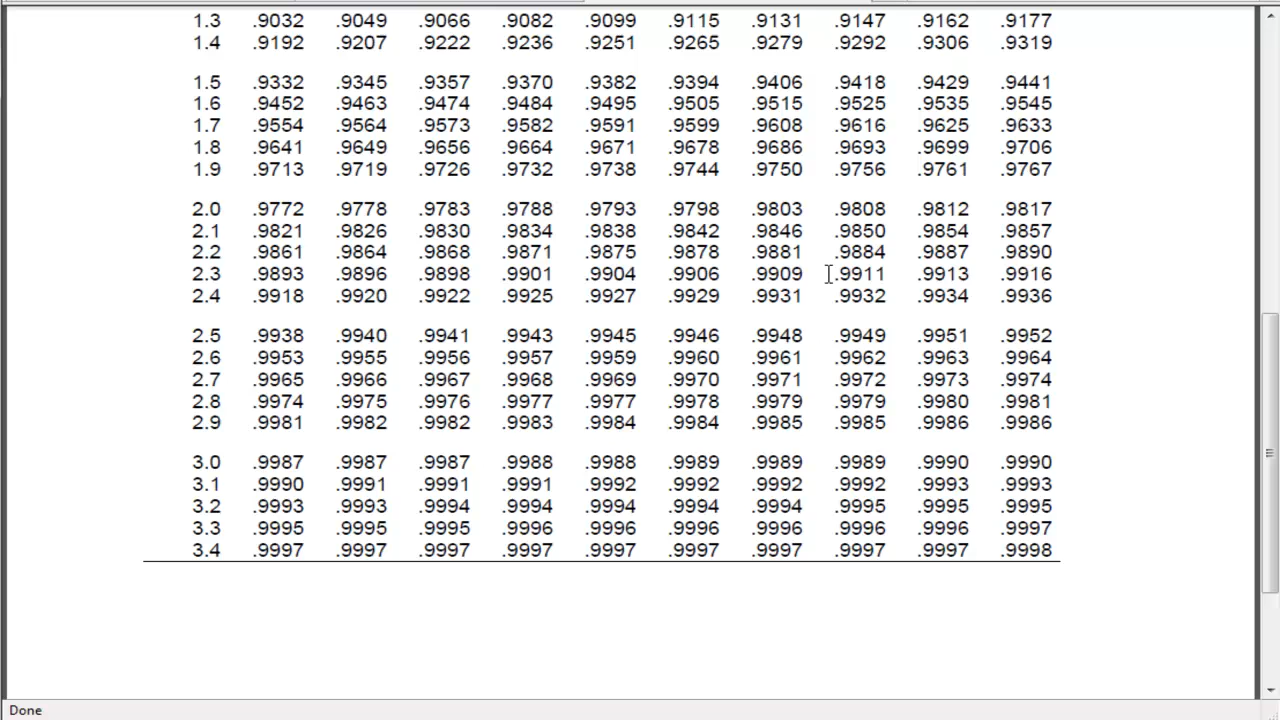 1.3 .9032 .9049 .9066 .9082 .9099 .9115 .9131 .9147 .9162 .9177
1.4 .9192 .9207 .9222 .9236 .9251 .9265 .9279 .9292 .9306 .9319
1.5 .9332 .9345 .9357 .9370 .9382 .9394 .9406 .9418 .9429 .9441
1.6 .9452 .9463 .9474 .9484 .9495 .9505 .9515 .9525 .9535 .9545
1.7 .9554 .9564 .9573 .9582 .9591 .9599 .9608 .9616 .9625 .9633
1.8 .9641 .9649 .9656 .9664 .9671 .9678 .9686 .9693 .9699 .9706
1.9 .9713 .9719 .9726 .9732 .9738 .9744 .9750 .9756 .9761 .9767
2.0 .9772 .9778 .9783 .9788 .9793 .9798 .9803 .9808 .9812 .9817
2.1 .9821 .9826 .9830 .9834 .9838 .9842 .9846 .9850 .9854 .9857
2.2 .9861 .9864 .9868 .9871 .9875 .9878 .9881 .9884 .9887 .9890
2.3 .9893 .9896 .9898 .9901 .9904 .9906 .9909 .9911 .9913 .9916
2.4 .9918 .9920 .9922 .9925 .9927 .9929 .9931 .9932 .9934 .9936
2.5 .9938 .9940 .9941 .9943 .9945 .9946 .9948 .9949 .9951 .9952
2.6 .9953 .9955 .9956 .9957 .9959 .9960 .9961 .9962 .9963 .9964
2.7 .9965 .9966 .9967 .9968 .9969 .9970 .9971 .9972 .9973 .9974
2.8 .9974 .9975 .9976 .9977 .9977 .9978 .9979 .9979 .9980 .9981
2.9 .9981 .9982 .9982 .9983 .9984 .9984 .9985 .9985 .9986 .9986
3.0 .9987 .9987 .9987 .9988 .9988 .9989 .9989 .9989 .9990 .9990
3.1 .9990 .9991 .9991 .9991 .9992 .9992 .9992 .9992 .9993 .9993
3.2 .9993 .9993 .9994 .9994 .9994 .9994 .9994 .9995 .9995 .9995
3.3 .9995 .9995 .9995 .9996 .9996 .9996 .9996 .9996 .9996 .9997
3.4 .9997 .9997 .9997 .9997 .9997 .9997 .9997 .9997 .9997 .9998
Done